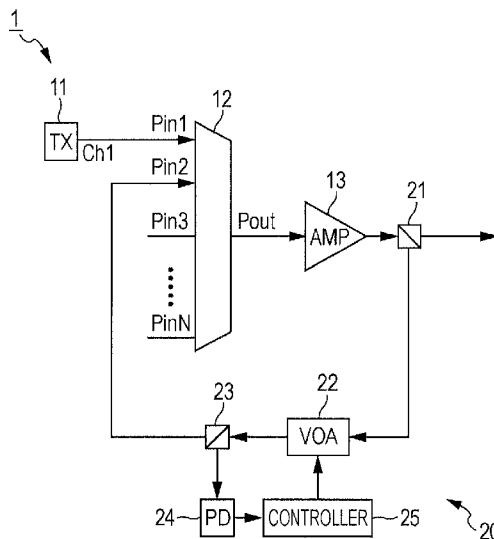 1
11
TX
Ch1
Pin1
12
Pin2
Pin3
PinN
Pout
13
AMP
21
23
22
VOA
24
PD
CONTROLLER
25
20